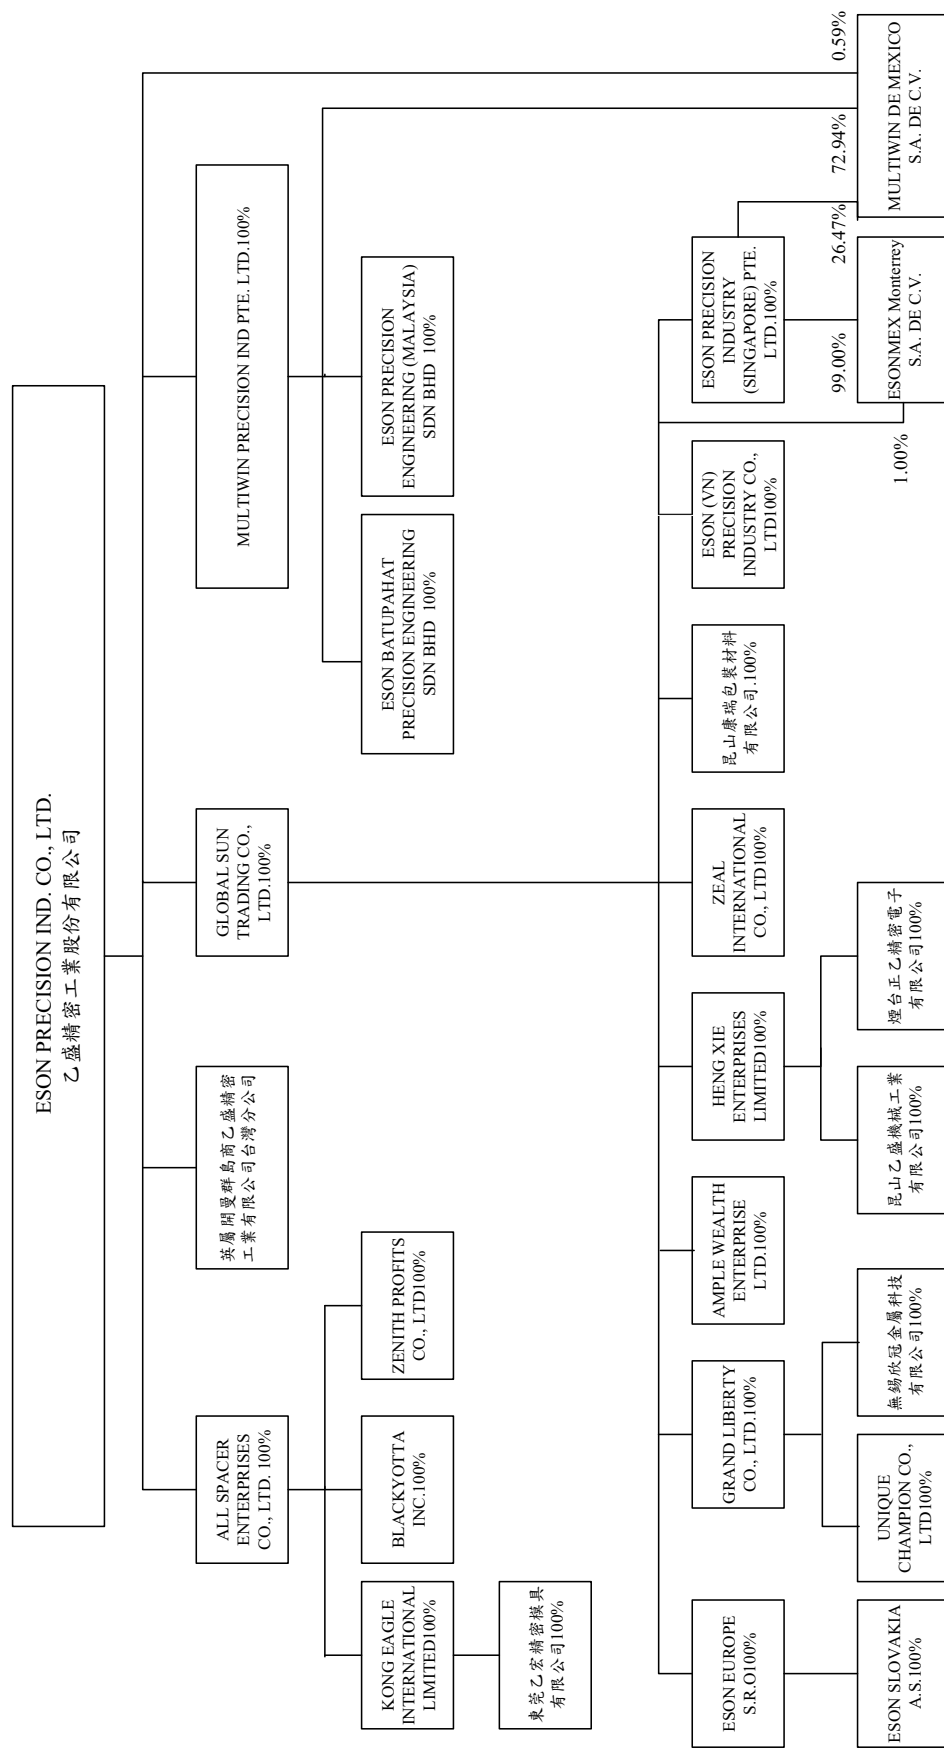 ESON PRECISION IND. CO., LTD.
乙盛精密工業股份有限公司
ALL SPACER
ENTERPRISES
CO., LTD. 100%
英屬開曼群島商乙盛精密
工業有限公司台灣分公司
GLOBAL SUN
TRADING CO.,
LTD.100%
MULTIWIN PRECISION IND PTE. LTD.100%
KONG EAGLE
INTERNATIONAL
LIMITED100%
BLACKYOTTA
INC.100%
ZENITH PROFITS
CO., LTD100%
ESON BATUPAHAT
PRECISION ENGINEERING
SDN BHD 100%
ESON PRECISION
ENGINEERING (MALAYSIA)
SDN BHD 100%
東莞乙宏精密模具
有限公司100%
ESON EUROPE
S.R.O100%
GRAND LIBERTY
CO., LTD.100%
AMPLE WEALTH
ENTERPRISE
LTD.100%
HENG XIE
ENTERPRISES
LIMITED100%
ZEAL
INTERNATIONAL
CO., LTD100%
昆山康瑞包裝材料
有限公司.100%
ESON (VN)
PRECISION
INDUSTRY CO.,
LTD100%
ESON PRECISION
INDUSTRY
(SINGAPORE) PTE.
LTD.100%
99.00%
26.47%
72.94%
0.59%
ESON SLOVAKIA
A.S.100%
UNIQUE
CHAMPION CO.,
LTD100%
無錫欣冠金屬科技
有限公司100%
昆山乙盛機械工業
有限公司100%
煙台正乙精密電子
有限公司100%
1.00%
ESONMEX Monterrey
S.A. DE C.V.
MULTIWIN DE MEXICO
S.A. DE C.V.